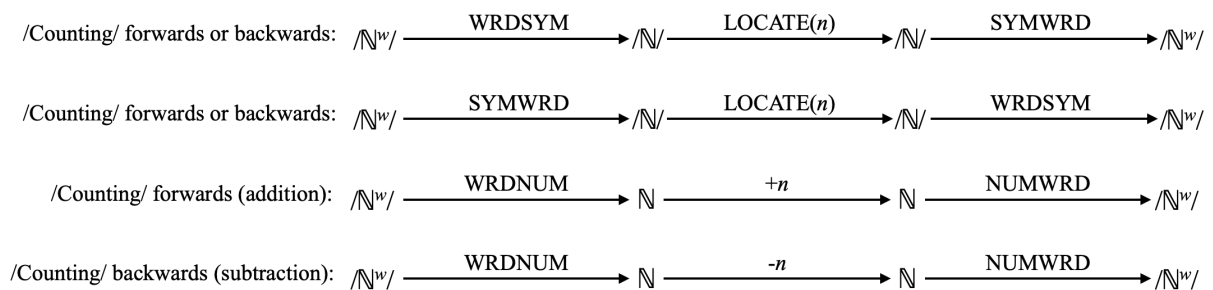 /Counting/ forwards or backwards: /ℕʷ/ WRDSYM /ℕ/ LOCATE(n) /ℕ/ SYMWRD /ℕʷ/
/Counting/ forwards or backwards: /ℕʷ/ SYMWRD /ℕ/ LOCATE(n) /ℕ/ WRDSYM /ℕʷ/
/Counting/ forwards (addition): /ℕʷ/ WRDNUM ℕ +n ℕ NUMWRD /ℕʷ/
/Counting/ backwards (subtraction): /ℕʷ/ WRDNUM ℕ -n ℕ NUMWRD /ℕʷ/